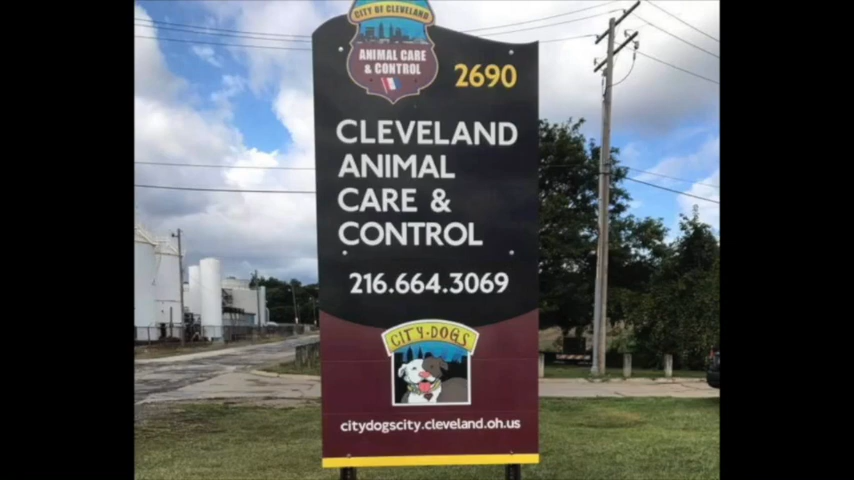 CITY OF CLEVELAND
ANIMAL CARE
& CONTROL
2690
CLEVELAND
ANIMAL
CARE &
CONTROL
216.664.3069
CITY·DOGS
citydogscity.cleveland.oh.us